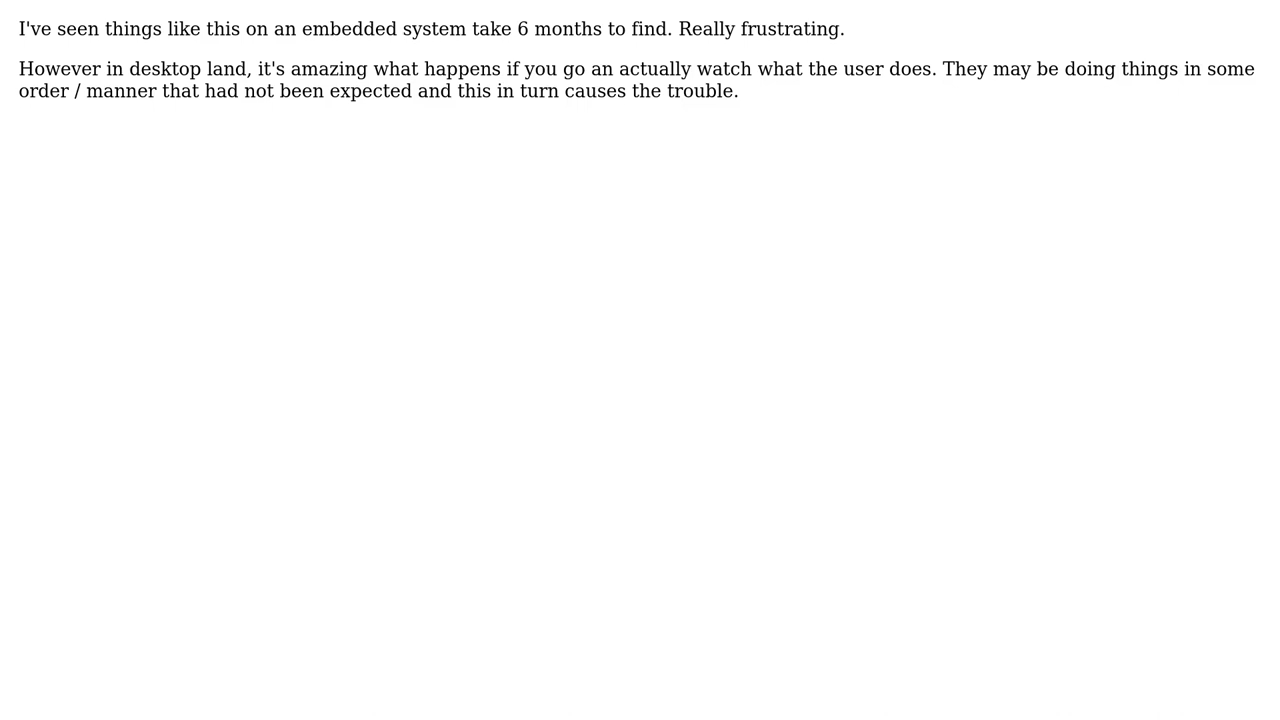 I've seen things like this on an embedded system take 6 months to find. Really frustrating.
However in desktop land, it's amazing what happens if you go an actually watch what the user does. They may be doing things in some
order / manner that had not been expected and this in turn causes the trouble.